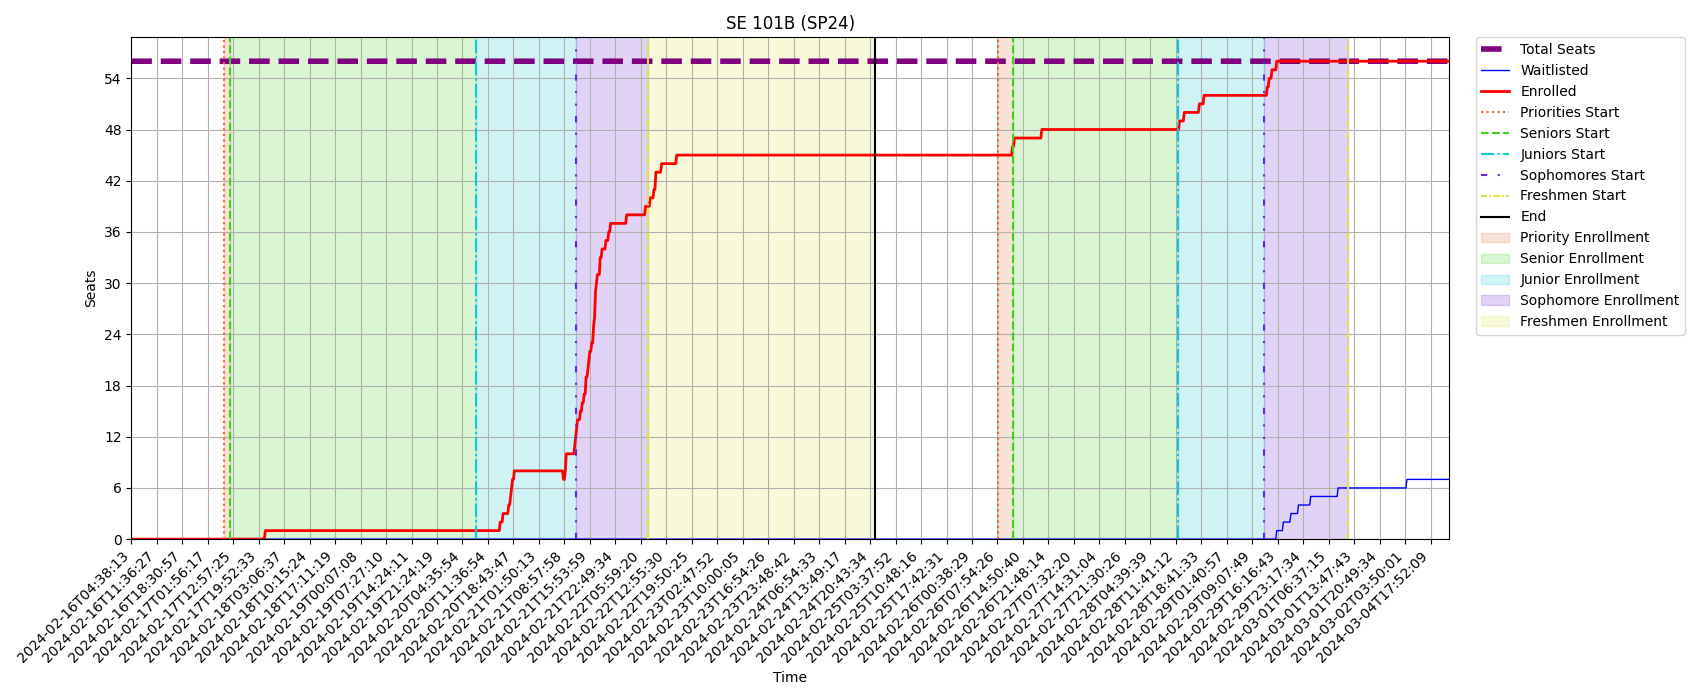 SE 101B (SP24)
Seats
54
48
42
36
30
24
18
12
6
0
2024-02-16T04:38:13
2024-02-16T11:36:27
2024-02-16T18:30:57
2024-02-17T01:56:17
2024-02-17T12:57:25
2024-02-17T19:52:33
2024-02-18T03:06:37
2024-02-18T10:15:24
2024-02-18T17:11:19
2024-02-19T00:07:08
2024-02-19T07:27:10
2024-02-19T14:24:11
2024-02-19T21:24:19
2024-02-20T04:35:54
2024-02-20T11:36:54
2024-02-20T18:43:47
2024-02-21T01:50:13
2024-02-21T08:57:58
2024-02-21T15:53:59
2024-02-21T22:49:34
2024-02-22T05:59:20
2024-02-22T12:55:30
2024-02-22T19:50:25
2024-02-23T02:47:52
2024-02-23T10:00:05
2024-02-23T16:54:26
2024-02-23T23:48:42
2024-02-24T06:54:33
2024-02-24T13:49:17
2024-02-24T20:43:34
2024-02-25T03:37:52
2024-02-25T10:48:16
2024-02-25T17:42:31
2024-02-26T00:38:29
2024-02-26T07:54:26
2024-02-26T14:50:40
2024-02-26T21:48:14
2024-02-27T07:32:20
2024-02-27T14:31:04
2024-02-27T21:30:26
2024-02-28T04:39:39
2024-02-28T11:41:12
2024-02-28T18:41:33
2024-02-29T01:40:57
2024-02-29T09:07:49
2024-02-29T16:16:43
2024-02-29T23:17:34
2024-03-01T06:37:15
2024-03-01T13:47:43
2024-03-01T20:49:34
2024-03-02T03:50:01
2024-03-04T17:52:09
Time
Total Seats
Waitlisted
Enrolled
Priorities Start
Seniors Start
Juniors Start
Sophomores Start
Freshmen Start
End
Priority Enrollment
Senior Enrollment
Junior Enrollment
Sophomore Enrollment
Freshmen Enrollment